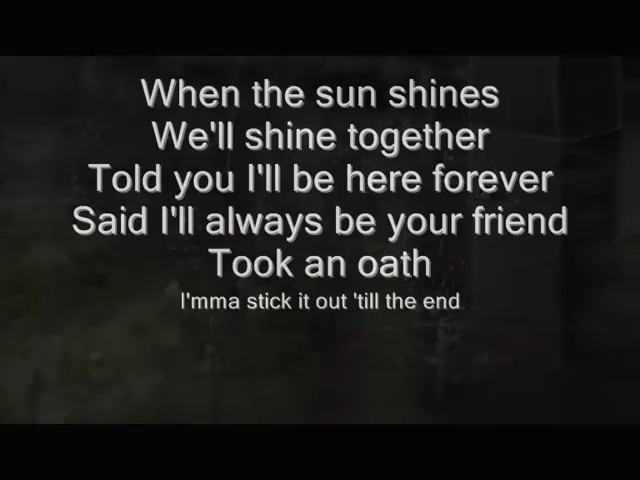 When the sun shines
We'll shine together
Told you I'll be here forever
Said I'll always be your friend
Took an oath
I'mma stick it out 'till the end